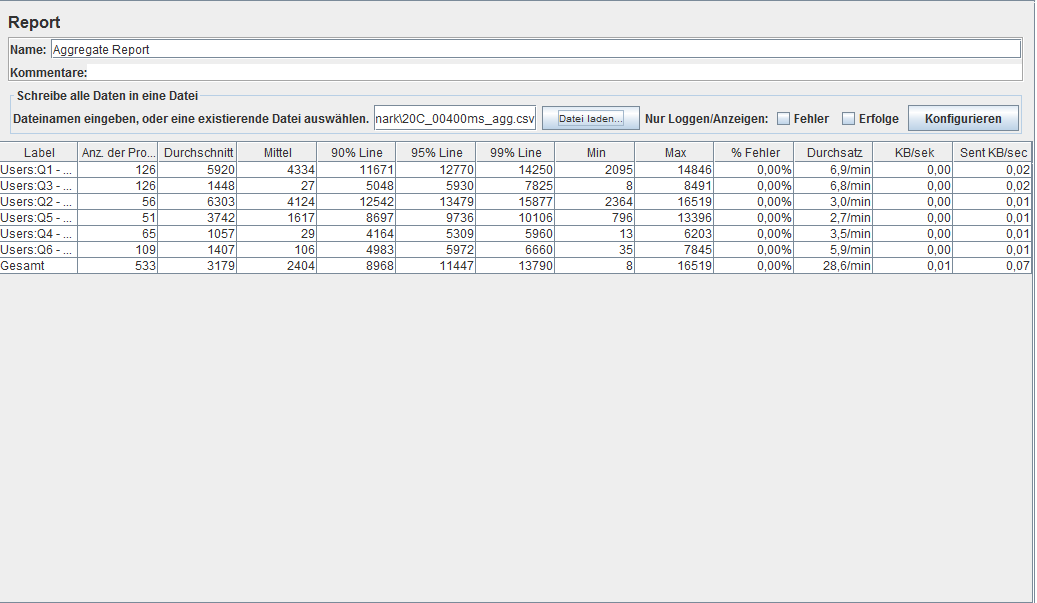 Report
Name: Aggregate Report
Kommentare:
Schreibe alle Daten in eine Datei
Dateinamen eingeben, oder eine existierende Datei auswählen. nark\20C_00400ms_agg.csv Datei laden... Nur Loggen/Anzeigen: Fehler Erfolge Konfigurieren
Label Anz. der Pro... Durchschnitt Mittel 90% Line 95% Line 99% Line Min Max % Fehler Durchsatz KB/sek Sent KB/sec
Users:Q1 - ... 126 5920 4334 11671 12770 14250 2095 14846 0,00% 6,9/min 0,00 0,02
Users:Q3 - ... 126 1448 27 5048 5930 7825 8 8491 0,00% 6,8/min 0,00 0,02
Users:Q2 - ... 56 6303 4124 12542 13479 15877 2364 16519 0,00% 3,0/min 0,00 0,01
Users:Q5 - ... 51 3742 1617 8697 9736 10106 796 13396 0,00% 2,7/min 0,00 0,01
Users:Q4 - ... 65 1057 29 4164 5309 5960 13 6203 0,00% 3,5/min 0,00 0,01
Users:Q6 - ... 109 1407 106 4983 5972 6660 35 7845 0,00% 5,9/min 0,00 0,01
Gesamt 533 3179 2404 8968 11447 13790 8 16519 0,00% 28,6/min 0,01 0,07